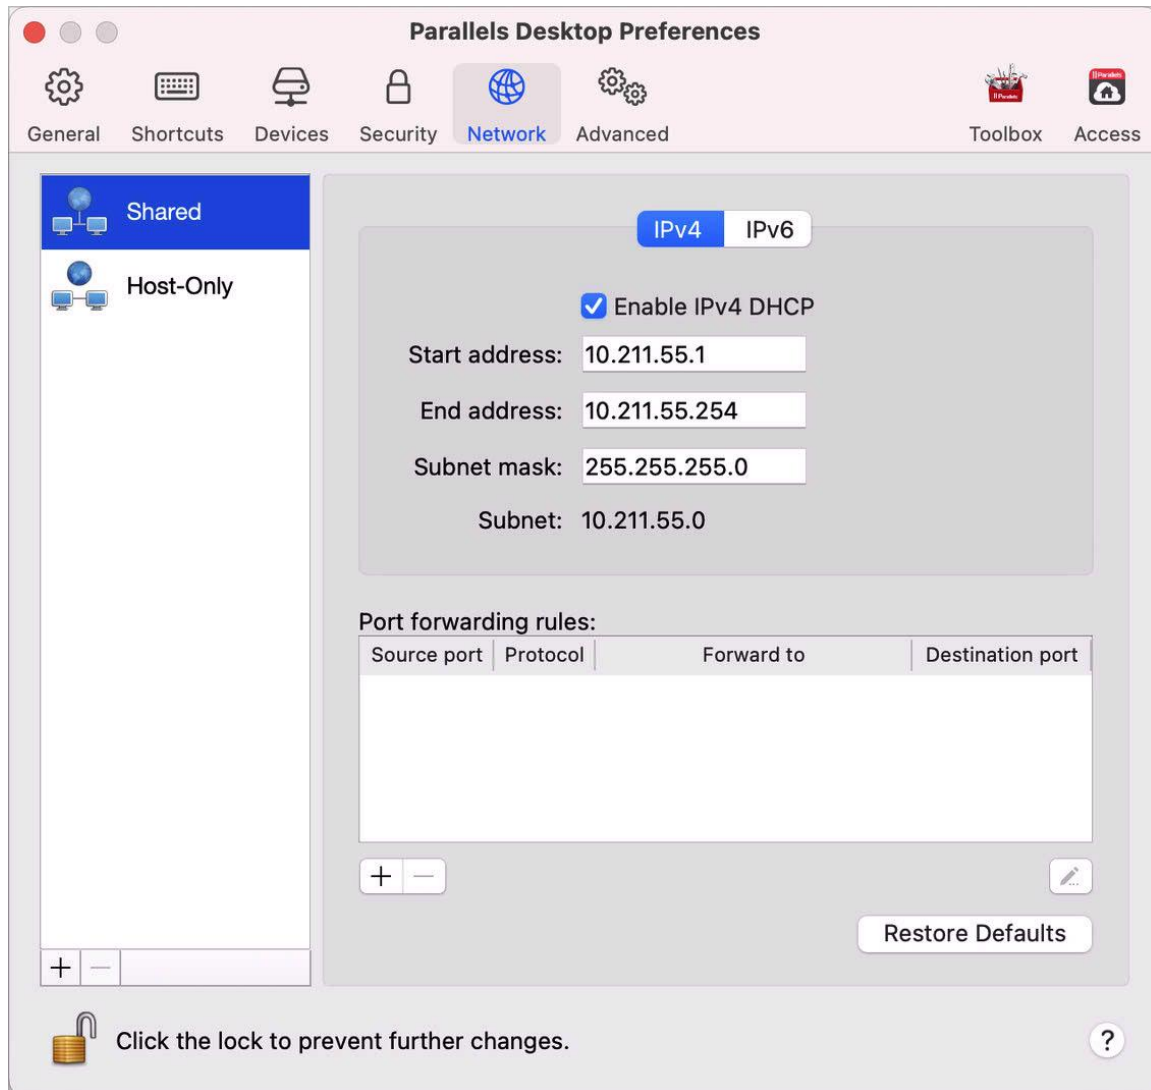 Parallels Desktop Preferences
General Shortcuts Devices Security Network Advanced Toolbox Access
Shared
Host-Only
IPv4 IPv6
Enable IPv4 DHCP
Start address: 10.211.55.1
End address: 10.211.55.254
Subnet mask: 255.255.255.0
Subnet: 10.211.55.0
Port forwarding rules:
Source port Protocol Forward to Destination port
Restore Defaults
Click the lock to prevent further changes.
?